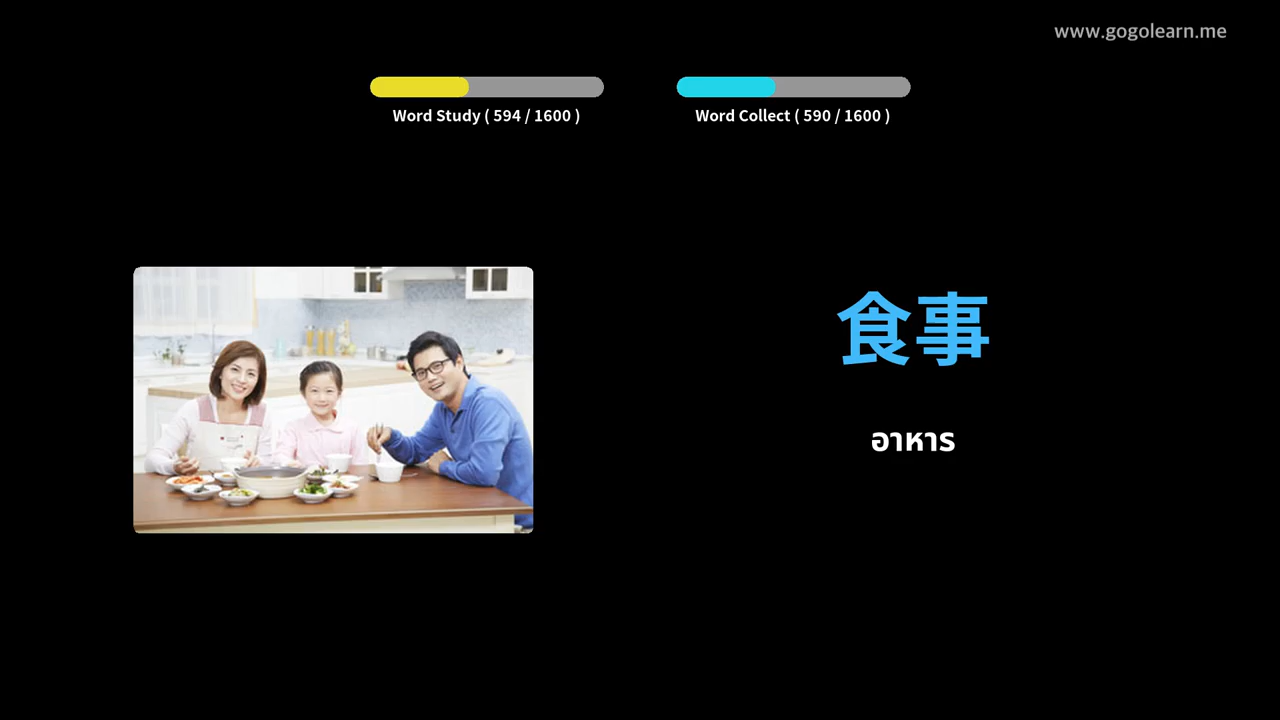 www.gogolearn.me
Word Study ( 594 / 1600 )
Word Collect ( 590 / 1600 )
食事
อาหาร